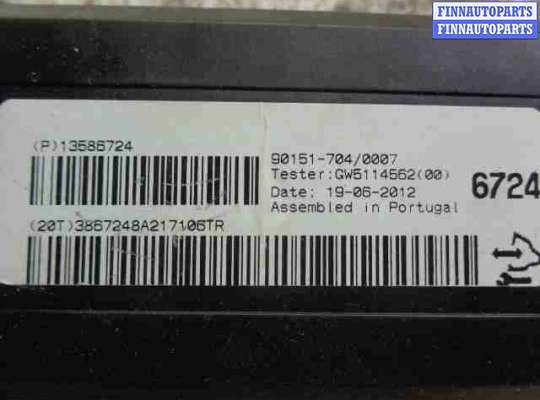 FINNAUTOPARTS
FINNAUTOPARTS
(P)13586724
90151-704/0007
Tester:GW5114562(00)
Date: 19-06-2012
Assembled in Portugal
6724
(20T)3867248A217106TR